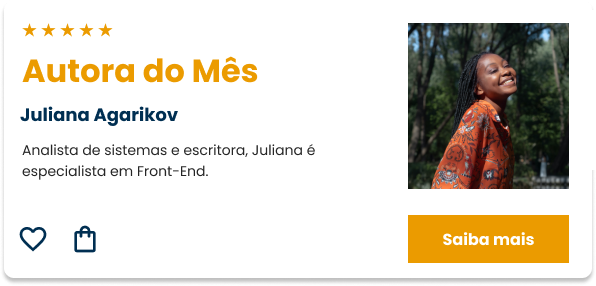 Autora do Mês
Juliana Agarikov
Analista de sistemas e escritora, Juliana é
especialista em Front-End.
Saiba mais